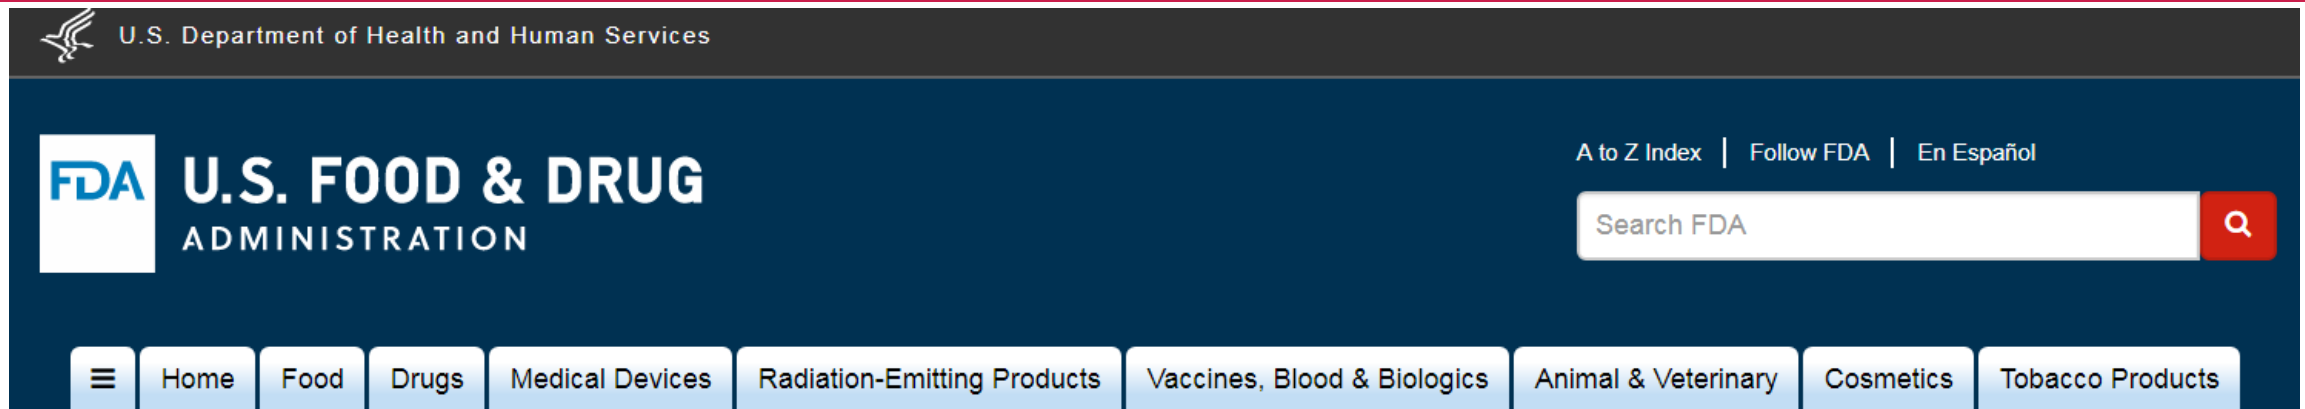 U.S. Department of Health and Human Services
FDA
U.S. FOOD & DRUG
ADMINISTRATION
A to Z Index | Follow FDA | En Español
Search FDA
Home Food Drugs Medical Devices Radiation-Emitting Products Vaccines, Blood & Biologics Animal & Veterinary Cosmetics Tobacco Products